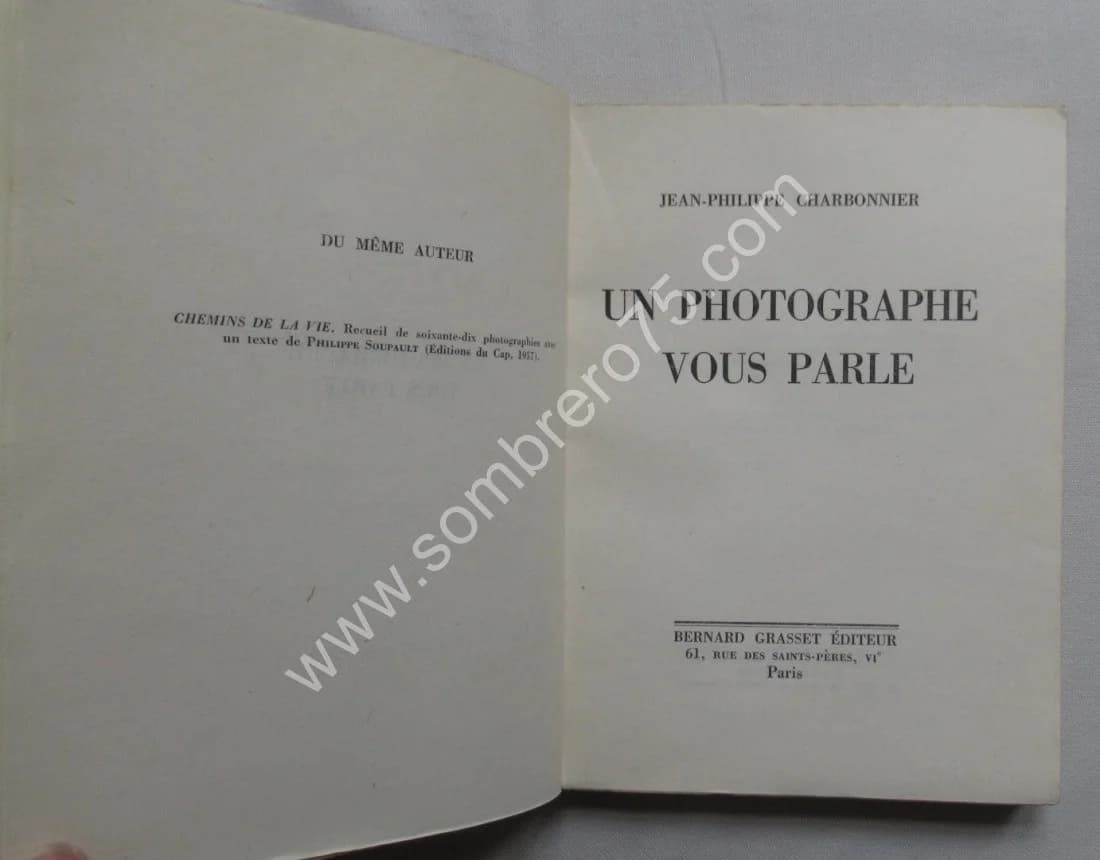 DU MÊME AUTEUR
CHEMINS DE LA VIE. Recueil de soixante-dix photographies avec
un texte de PHILIPPE SOUPAULT (Éditions du Cap, 1957).
JEAN-PHILIPPE CHARBONNIER
UN PHOTOGRAPHE
VOUS PARLE
BERNARD GRASSET ÉDITEUR
61, RUE DES SAINTS-PÈRES, VIᵉ
Paris
www.sombrero75.com